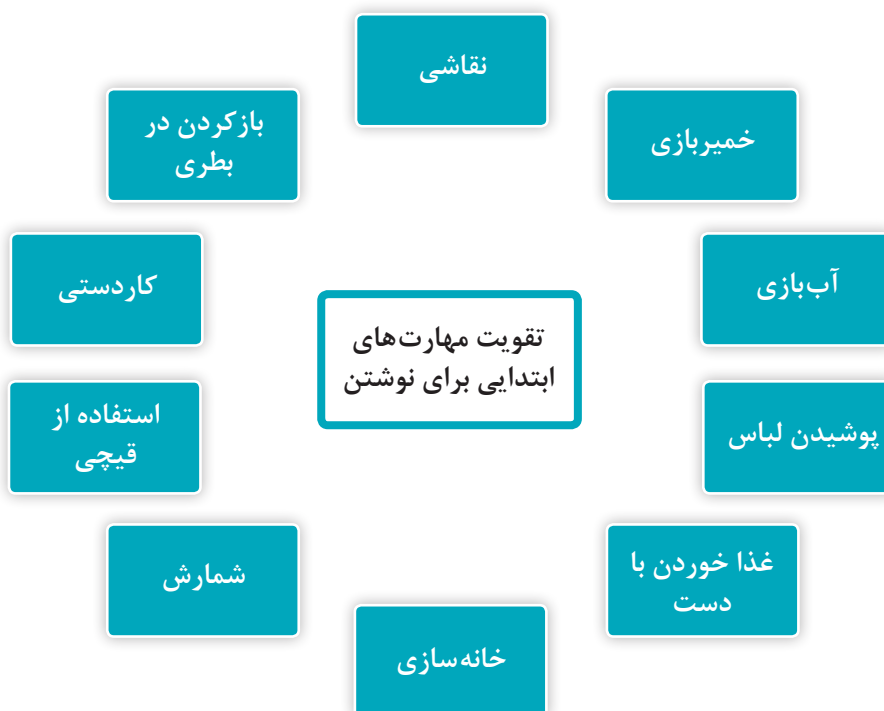 نقاشی
خمیربازی
بازکردن در
بطری
آب‌بازی
کاردستی
تقویت مهارت‌های
ابتدایی برای نوشتن
پوشیدن لباس
استفاده از
قیچی
غذا خوردن با
دست
شمارش
خانه‌سازی